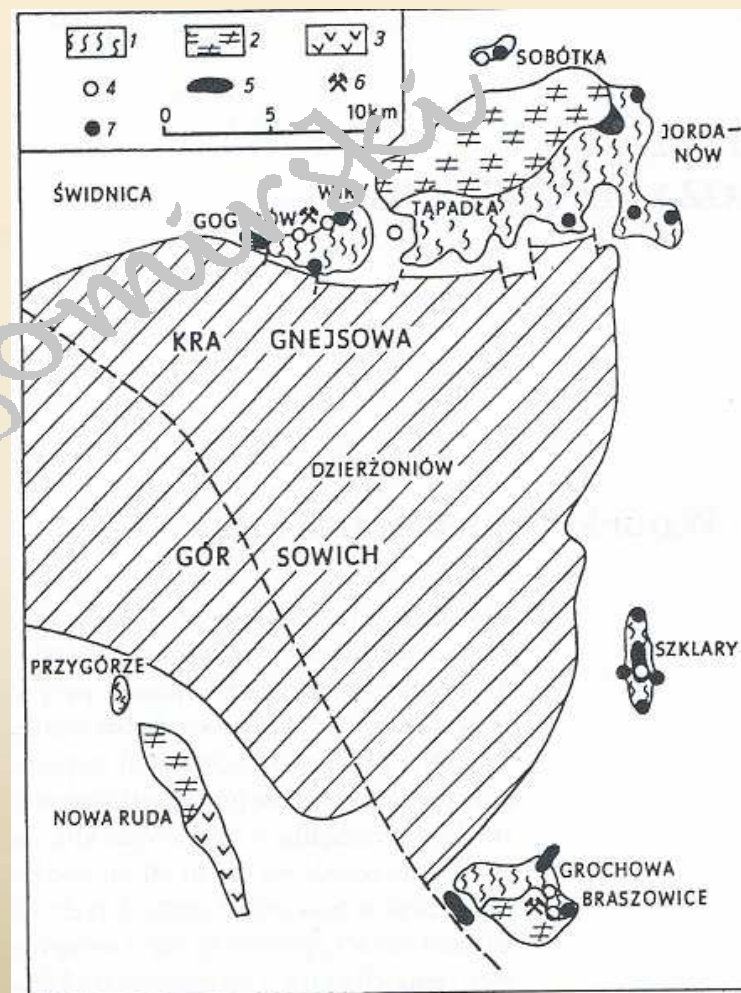 1 2 3
4 5 6
7 0 5 10km
SOBÓTKA
JORDA
NÓW
ŚWIDNICA
WIRY
TĄPADŁA
KRA GNEJSOWA
DZIERŻONIÓW
GÓR SOWICH
PRZYGÓRZE
SZKLARY
NOWA RUDA
GROCHOWA
BRASZOWICE